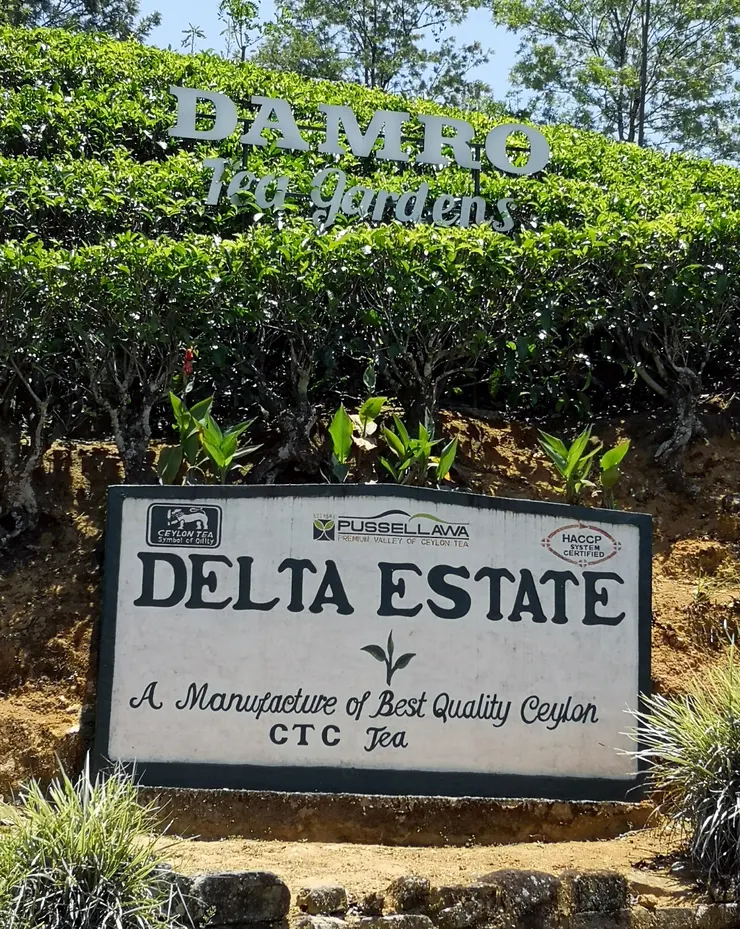 DAMRO
Tea Gardens
CEYLON TEA
Symbol of Qlity
PUSSELLAWA
PREMIUM VALLEY OF CEYLON TEA
HACCP
SYSTEM
CERTIFIED
DELTA ESTATE
A Manufacture of Best Quality Ceylon
CTC Tea